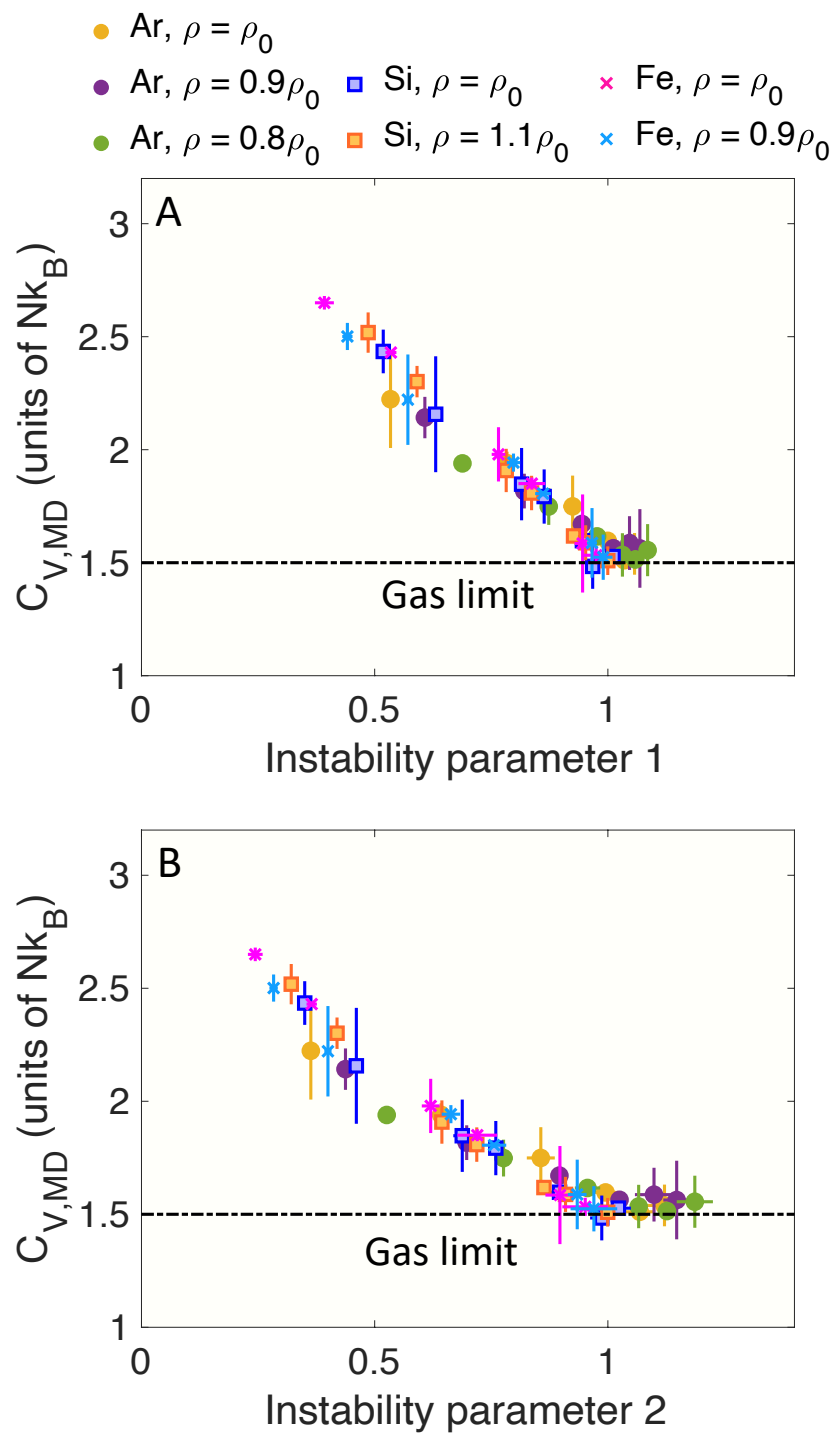 Ar, ρ = ρ0
Ar, ρ = 0.9ρ0 Si, ρ = ρ0 Fe, ρ = ρ0
Ar, ρ = 0.8ρ0 Si, ρ = 1.1ρ0 Fe, ρ = 0.9ρ0
A
3
2.5
2
1.5
1
CV,MD (units of NkB)
Gas limit
0 0.5 1
Instability parameter 1
B
3
2.5
2
1.5
1
CV,MD (units of NkB)
Gas limit
0 0.5 1
Instability parameter 2